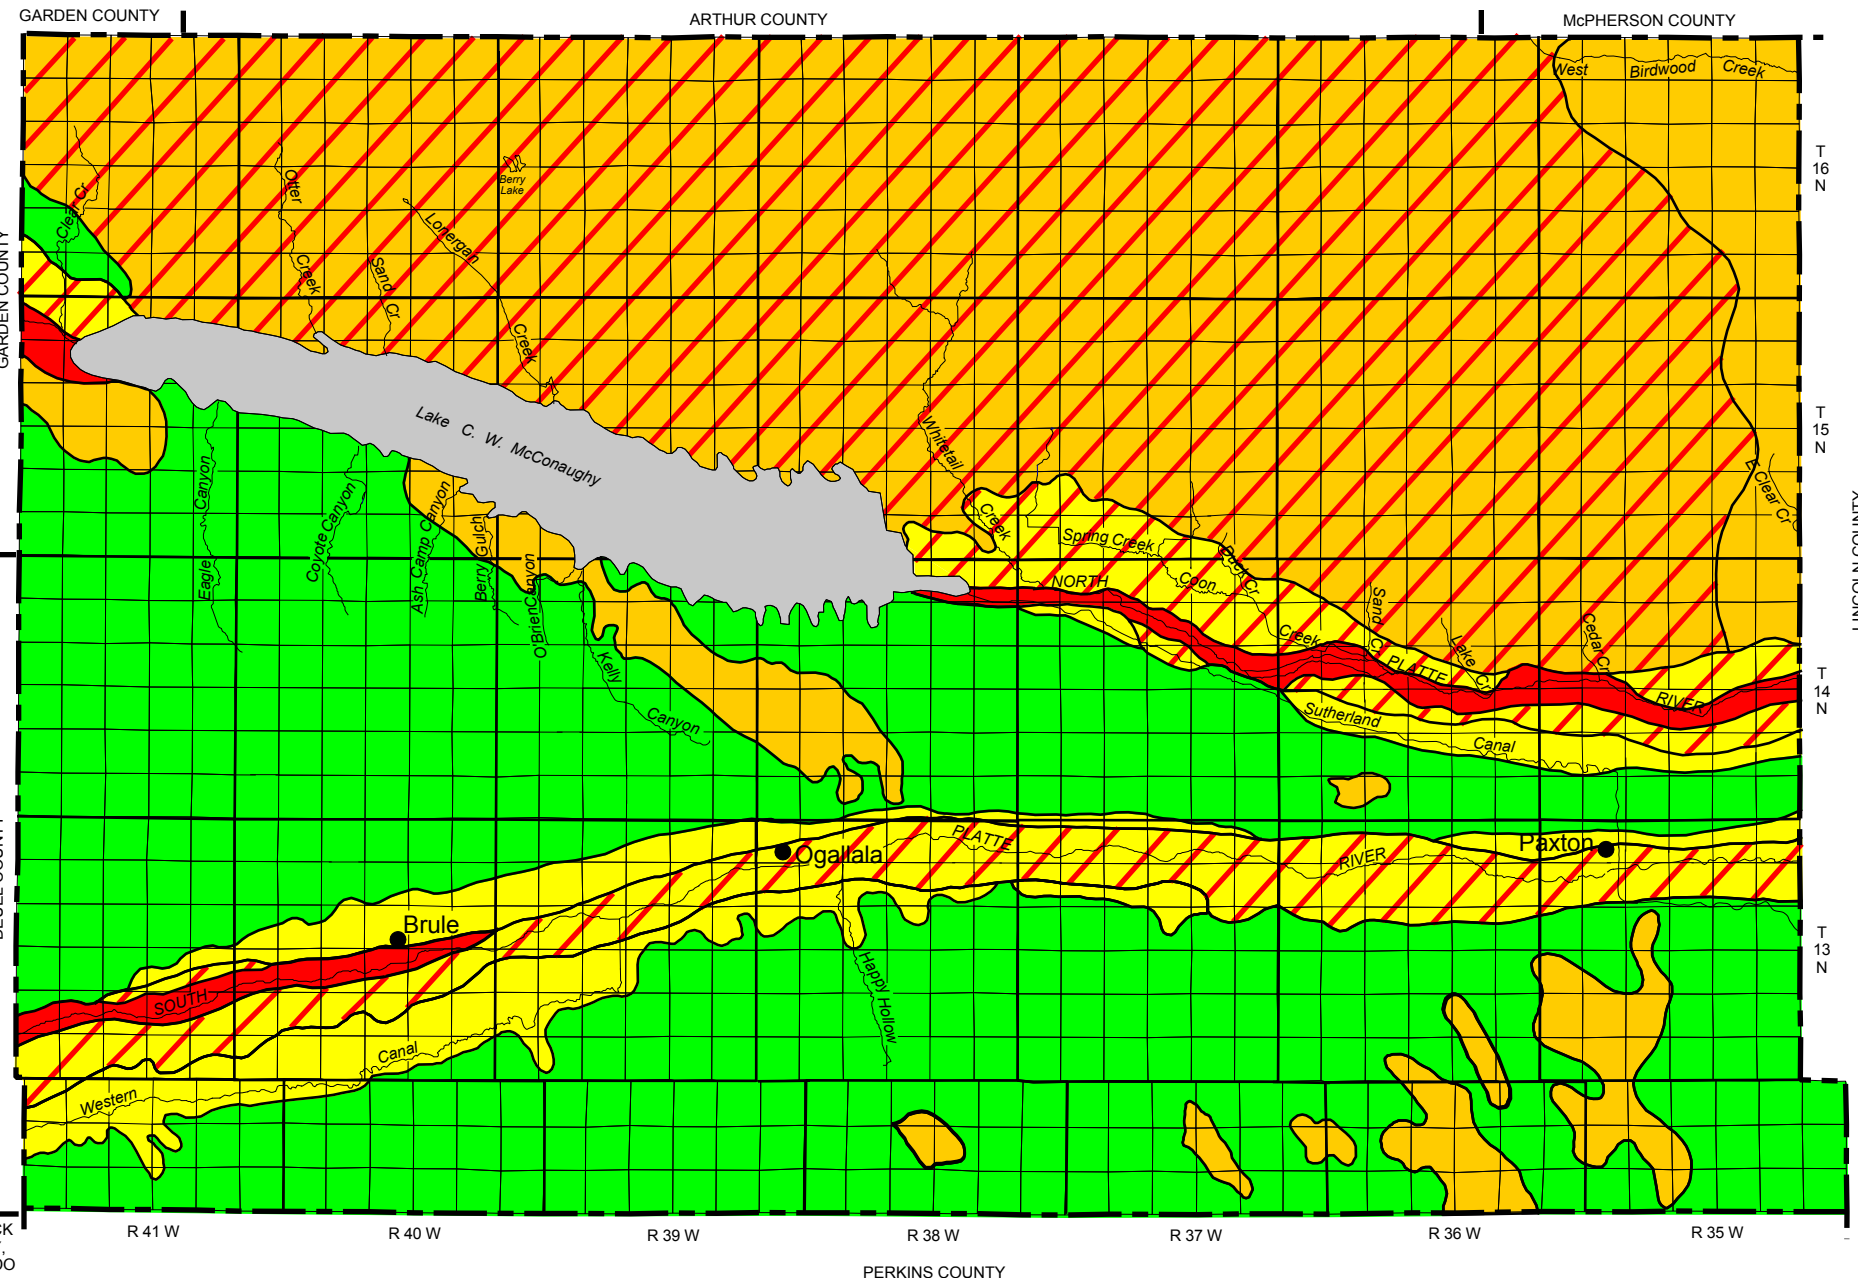 GARDEN COUNTY
ARTHUR COUNTY
McPHERSON COUNTY
West Birdwood Creek
T
16
N
Berry
Lake
Otter
Creek
Clear Cr
Lonergan
Creek
Sand Cr
GARDEN COUNTY
Lake C. W. McConaughy
Whitetail
Creek
T
15
N
E Clear Cr
LINCOLN COUNTY
Eagle Canyon
Coyote Canyon
Ash Camp Canyon
Berry Gulch
O'Brien Canyon
Kelly
Canyon
Spring Creek
Duck Cr
NORTH
Coon
Creek
Sand
Cr
PLATTE
Lake
Cr
Cedar Cr
RIVER
T
14
N
Sutherland
Canal
PLATTE
RIVER
Ogallala
Paxton
Brule
SOUTH
Happy Hollow
T
13
N
Canal
Western
R 41 W
R 40 W
R 39 W
R 38 W
R 37 W
R 36 W
R 35 W
PERKINS COUNTY